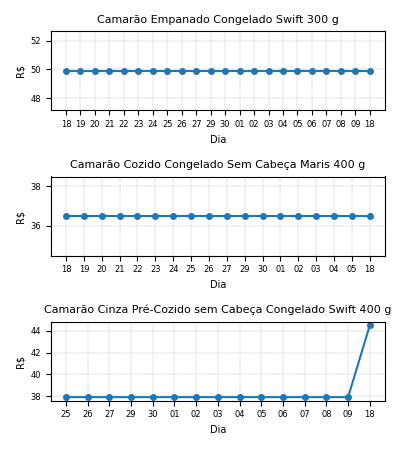 Camarão Empanado Congelado Swift 300 g
52
50
48
R$
18 19 20 21 22 23 24 25 26 27 29 30 01 02 03 04 05 06 07 08 09 18
Dia
Camarão Cozido Congelado Sem Cabeça Maris 400 g
38
36
R$
18 19 20 21 22 23 24 25 26 27 29 30 01 02 03 04 05 18
Dia
Camarão Cinza Pré-Cozido sem Cabeça Congelado Swift 400 g
44
42
40
38
R$
25 26 27 29 30 01 02 03 04 05 06 07 08 09 18
Dia